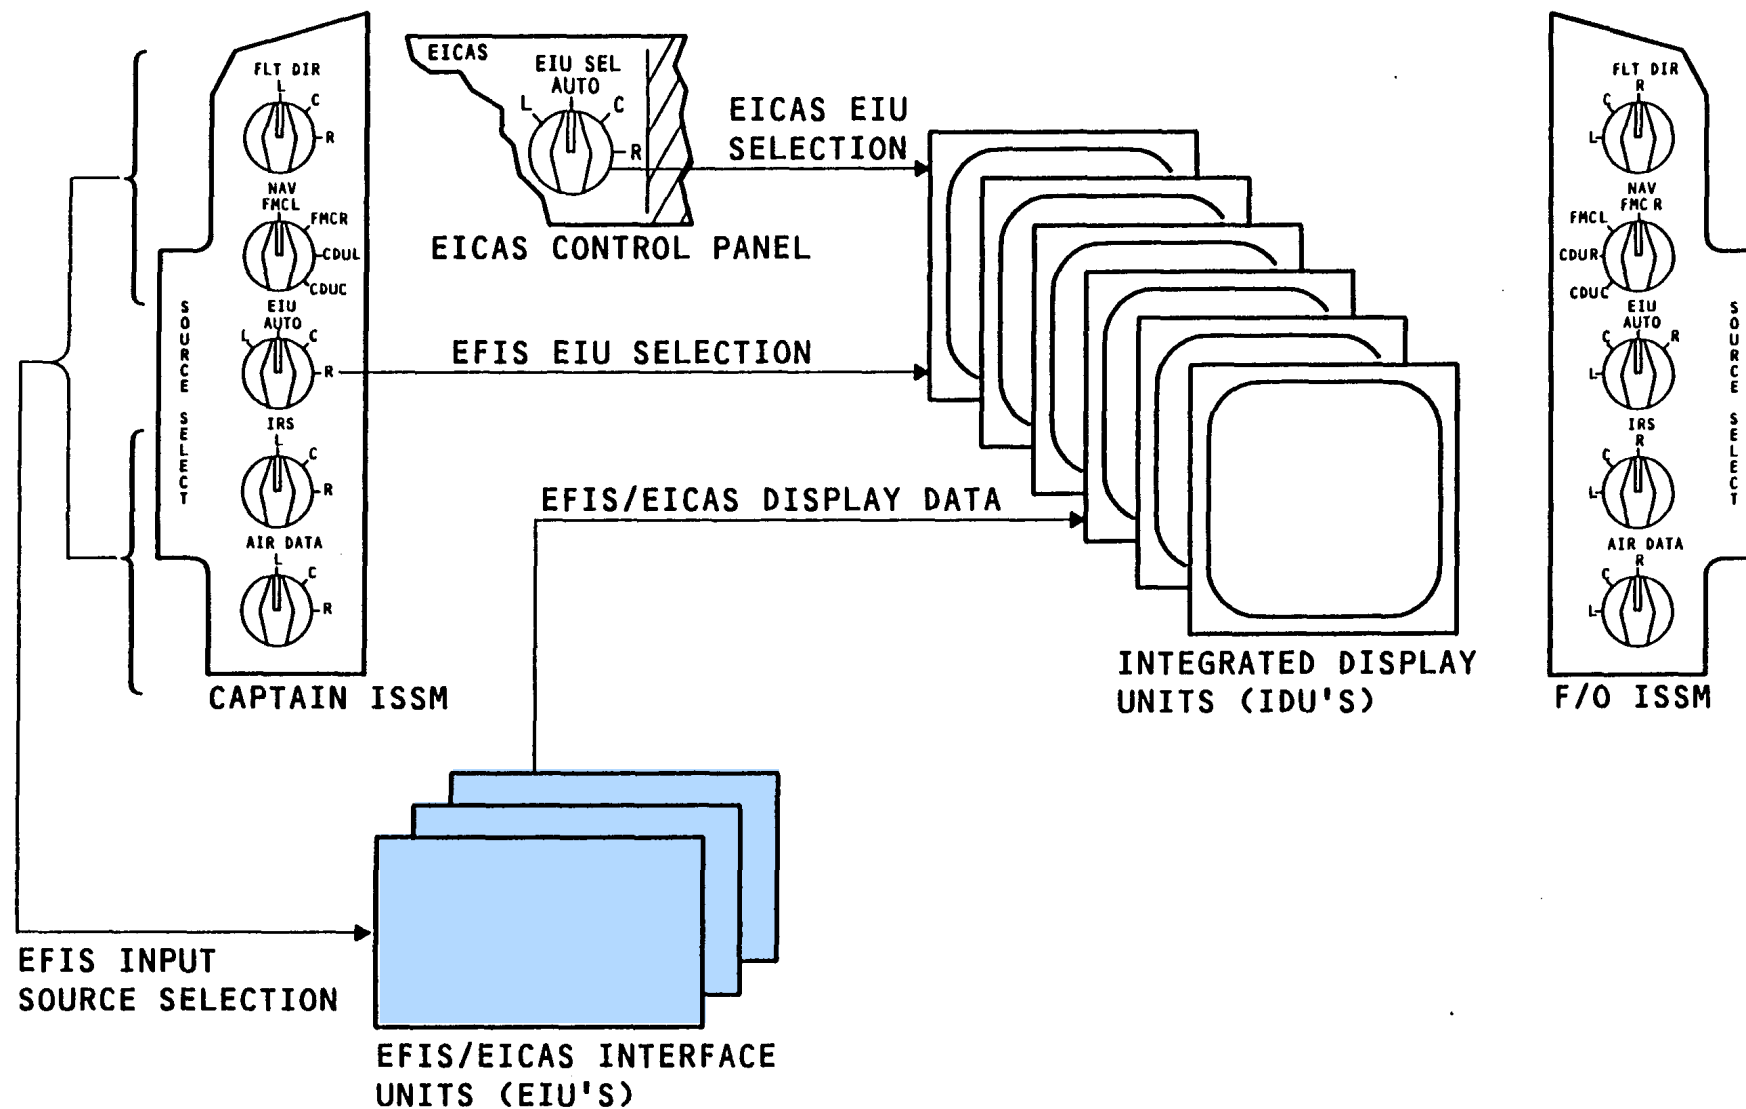 FLT DIR
L
C
R
NAV
FMCL
FMCR
CDUL
CDUC
EIU
AUTO
L
C
R
IRS
L
C
R
AIR DATA
L
C
R
SOURCE SELECT
CAPTAIN ISSM
EICAS
EIU SEL
AUTO
L
C
R
EICAS CONTROL PANEL
EICAS EIU
SELECTION
EFIS EIU SELECTION
EFIS/EICAS DISPLAY DATA
INTEGRATED DISPLAY
UNITS (IDU'S)
FLT DIR
R
C
L
NAV
FMCR
FMCL
CDUR
CDUC
EIU
AUTO
C
R
L
IRS
R
C
L
AIR DATA
R
C
L
SOURCE SELECT
F/O ISSM
EFIS INPUT
SOURCE SELECTION
EFIS/EICAS INTERFACE
UNITS (EIU'S)